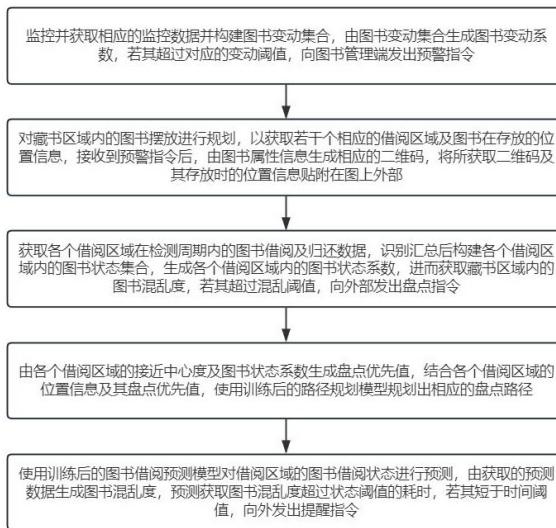 监控并获取相应的监控数据并构建图书变动集合，由图书变动集合生成图书变动系
数，若其超过对应的变动阈值，向图书管理端发出预警指令
对藏书区域内的图书摆放进行规划，以获取若干个相应的借阅区域及图书在存放的位
置信息，接收到预警指令后，由图书属性信息生成相应的二维码，将所获取二维码及
其存放时的位置信息贴附在图上外部
获取各个借阅区域在检测周期内的图书借阅及归还数据，识别汇总后构建各个借阅区
域内的图书状态集合，生成各个借阅区域内的图书状态系数，进而获取藏书区域内的
图书混乱度，若其超过混乱阈值，向外部发出盘点指令
由各个借阅区域的接近中心度及图书状态系数生成盘点优先值，结合各个借阅区域的
位置信息及其盘点优先值，使用训练后的路径规划模型规划出相应的盘点路径
使用训练后的图书借阅预测模型对借阅区域的图书借阅状态进行预测，由获取的预测
数据生成图书混乱度，预测获取图书混乱度超过状态阈值的耗时，若其短于时间阈
值，向外发出提醒指令